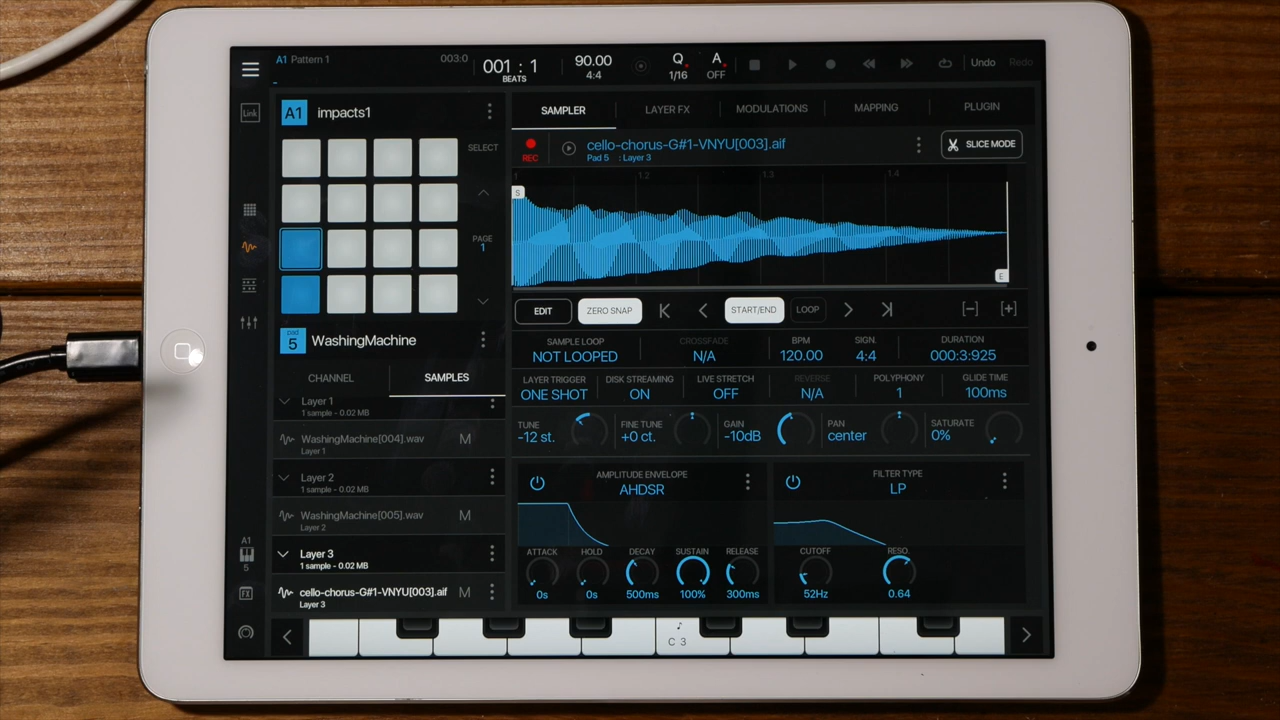 A1 Pattern 1
003:0
001 : 1
BEATS
90.00
4:4
Q
1/16
A
OFF
Undo
Redo
Link
A1
impacts1
SELECT
PAGE
1
pad
5
WashingMachine
CHANNEL
SAMPLES
Layer 1
1 sample - 0.02 MB
WashingMachine[004].wav
M
Layer 1
Layer 2
1 sample - 0.02 MB
WashingMachine[005].wav
M
Layer 2
Layer 3
1 sample - 0.02 MB
cello-chorus-G#1-VNYU[003].aif
M
Layer 3
A1
5
FX
SAMPLER
LAYER FX
MODULATIONS
MAPPING
PLUGIN
REC
cello-chorus-G#1-VNYU[003].aif
Pad 5 : Layer 3
SLICE MODE
1
1.2
1.3
1.4
S
E
EDIT
ZERO SNAP
START/END
LOOP
[-]
[+]
SAMPLE LOOP
NOT LOOPED
CROSSFADE
N/A
BPM
120.00
SIGN.
4:4
DURATION
000:3:925
LAYER TRIGGER
ONE SHOT
DISK STREAMING
ON
LIVE STRETCH
OFF
REVERSE
N/A
POLYPHONY
1
GLIDE TIME
100ms
TUNE
-12 st.
FINE TUNE
+0 ct.
GAIN
-10dB
PAN
center
SATURATE
0%
AMPLITUDE ENVELOPE
AHDSR
FILTER TYPE
LP
ATTACK
0s
HOLD
0s
DECAY
500ms
SUSTAIN
100%
RELEASE
300ms
CUTOFF
52Hz
RESO.
0.64
C 3